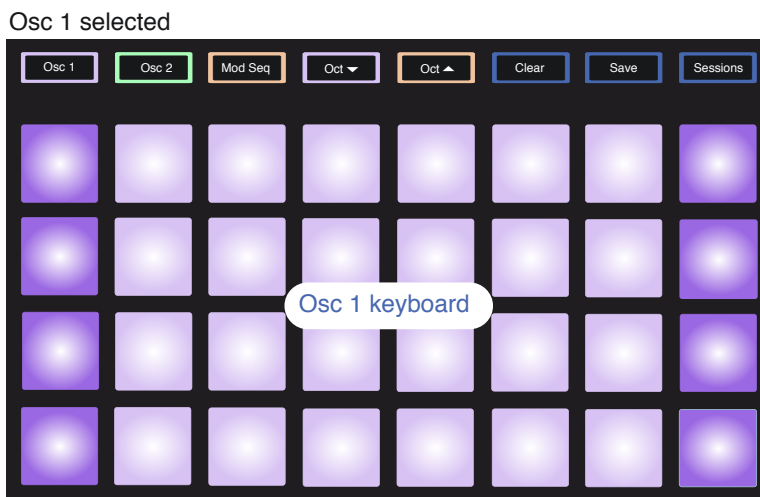 Osc 1 selected
Osc 1 Osc 2 Mod Seq Oct ▼ Oct ▲ Clear Save Sessions
Osc 1 keyboard